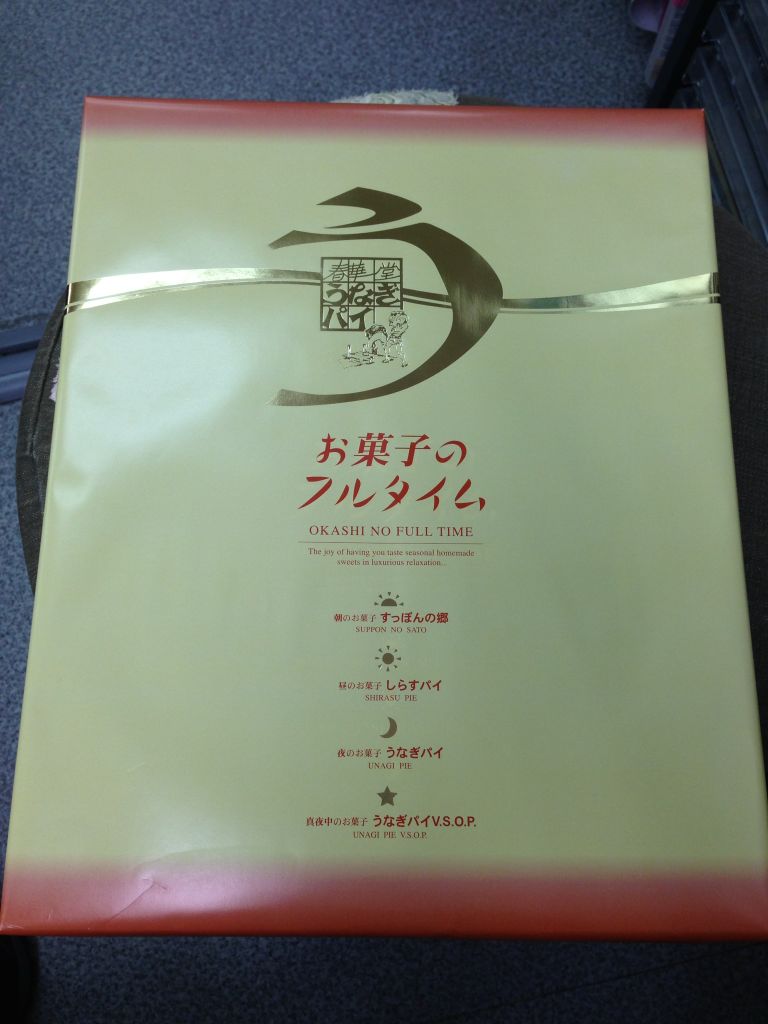 う
春華堂
うなぎ
パイ
お菓子の
フルタイム
OKASHI NO FULL TIME
The joy of having you taste seasonal homemade
sweets in luxurious relaxation...
朝のお菓子 すっぽんの郷
SUPPON NO SATO
昼のお菓子 しらすパイ
SHIRASU PIE
夜のお菓子 うなぎパイ
UNAGI PIE
真夜中のお菓子 うなぎパイV.S.O.P.
UNAGI PIE V.S.O.P.